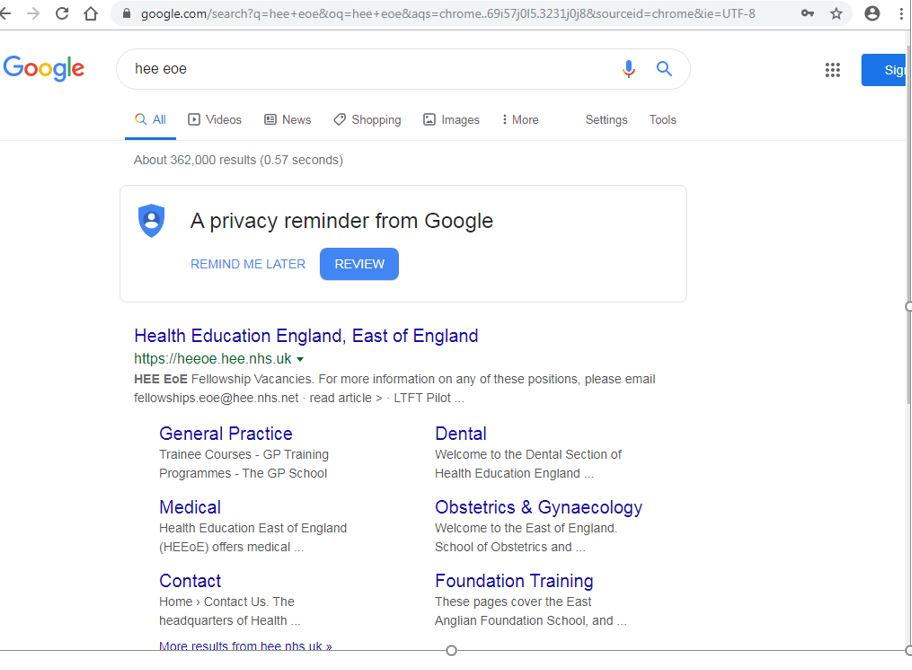 google.com/search?q=hee+eoe&oq=hee+eoe&aqs=chrome..69i57j0l5.3231j0j8&sourceid=chrome&ie=UTF-8
Google
hee eoe
Sign
All Videos News Shopping Images More Settings Tools
About 362,000 results (0.57 seconds)
A privacy reminder from Google
REMIND ME LATER REVIEW
Health Education England, East of England
https://heeoe.hee.nhs.uk
HEE EoE Fellowship Vacancies. For more information on any of these positions, please email
fellowships.eoe@hee.nhs.net · read article > · LTFT Pilot ...
General Practice
Trainee Courses - GP Training
Programmes - The GP School
Dental
Welcome to the Dental Section of
Health Education England ...
Medical
Health Education East of England
(HEEoE) offers medical ...
Obstetrics & Gynaecology
Welcome to the East of England.
School of Obstetrics and ...
Contact
Home › Contact Us. The
headquarters of Health ...
Foundation Training
These pages cover the East
Anglian Foundation School, and ...
More results from hee.nhs.uk »